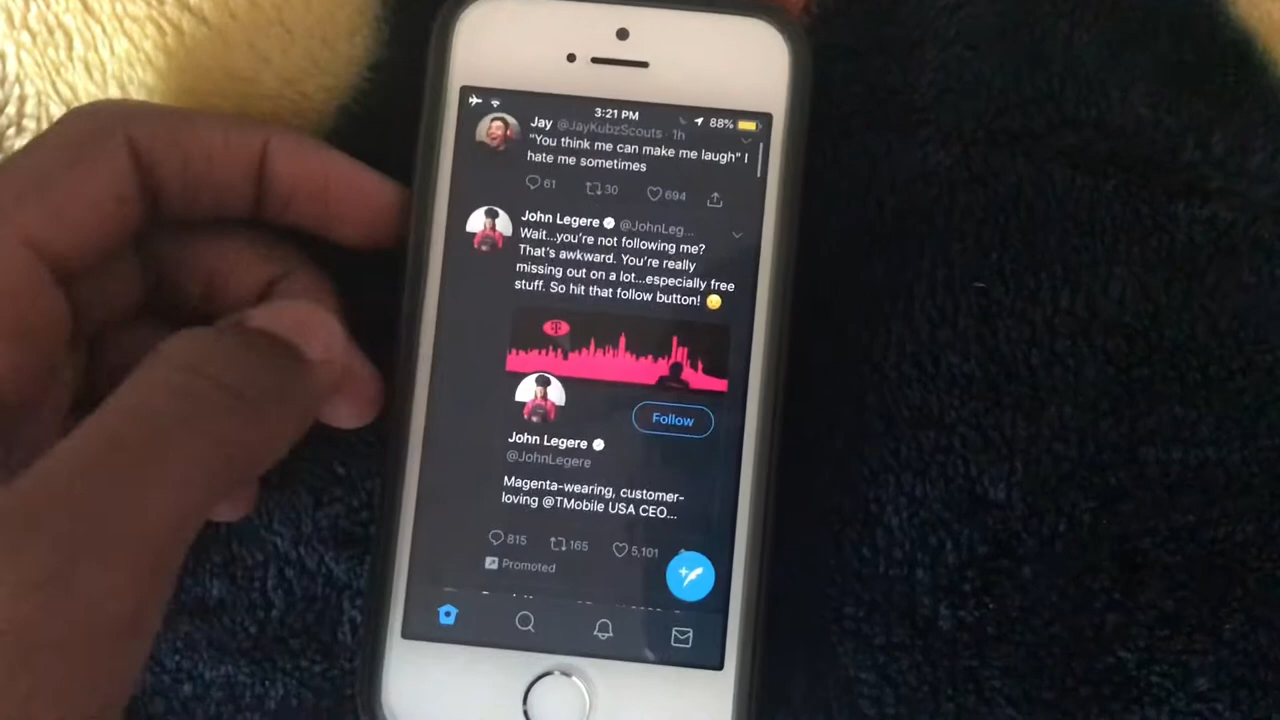 3:21 PM
88%
Jay @JayKubzScouts · 1h
"You think me can make me laugh" I
hate me sometimes
61 30 694
John Legere @JohnLeg...
Wait...you're not following me?
That's awkward. You're really
missing out on a lot...especially free
stuff. So hit that follow button! 😉
T
Follow
John Legere
@JohnLegere
Magenta-wearing, customer-
loving @TMobile USA CEO...
815 165 5,101
Promoted